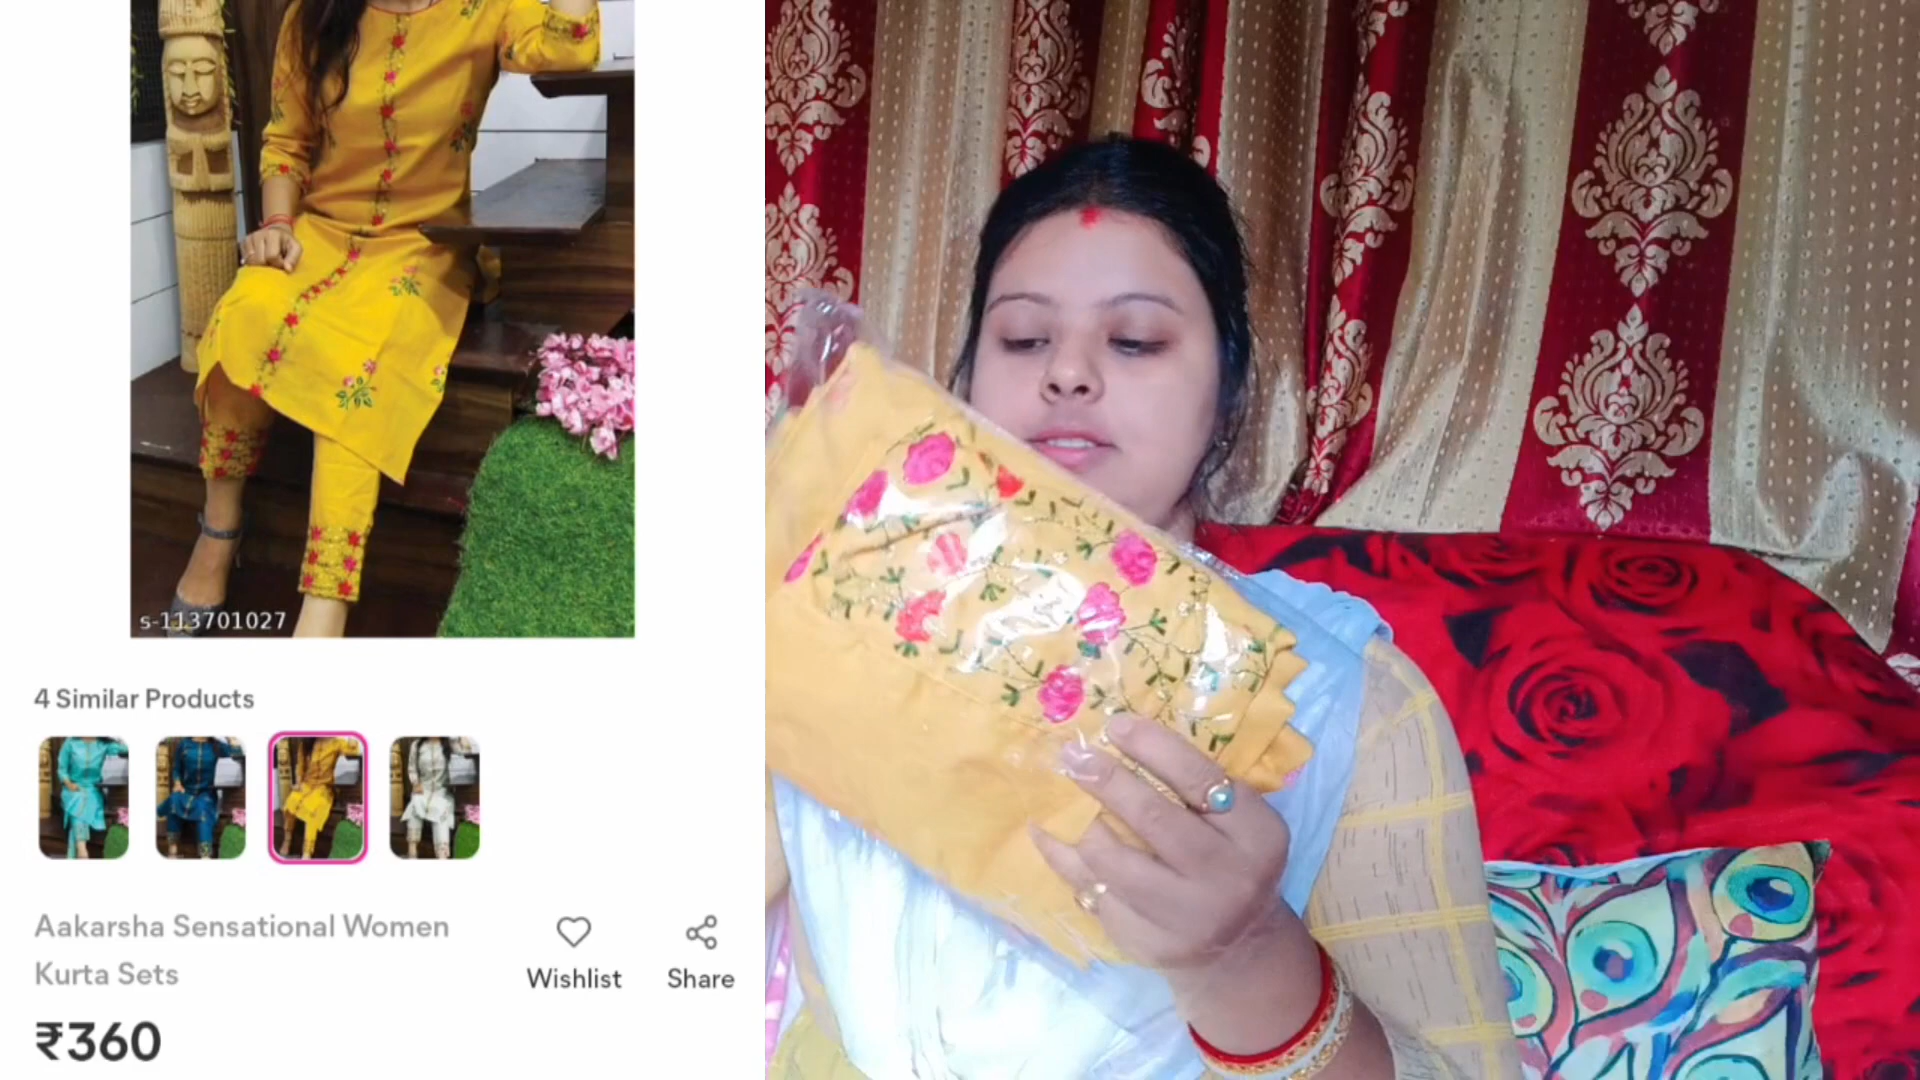 s-113701027
4 Similar Products
Aakarsha Sensational Women
Kurta Sets
Wishlist
Share
₹360